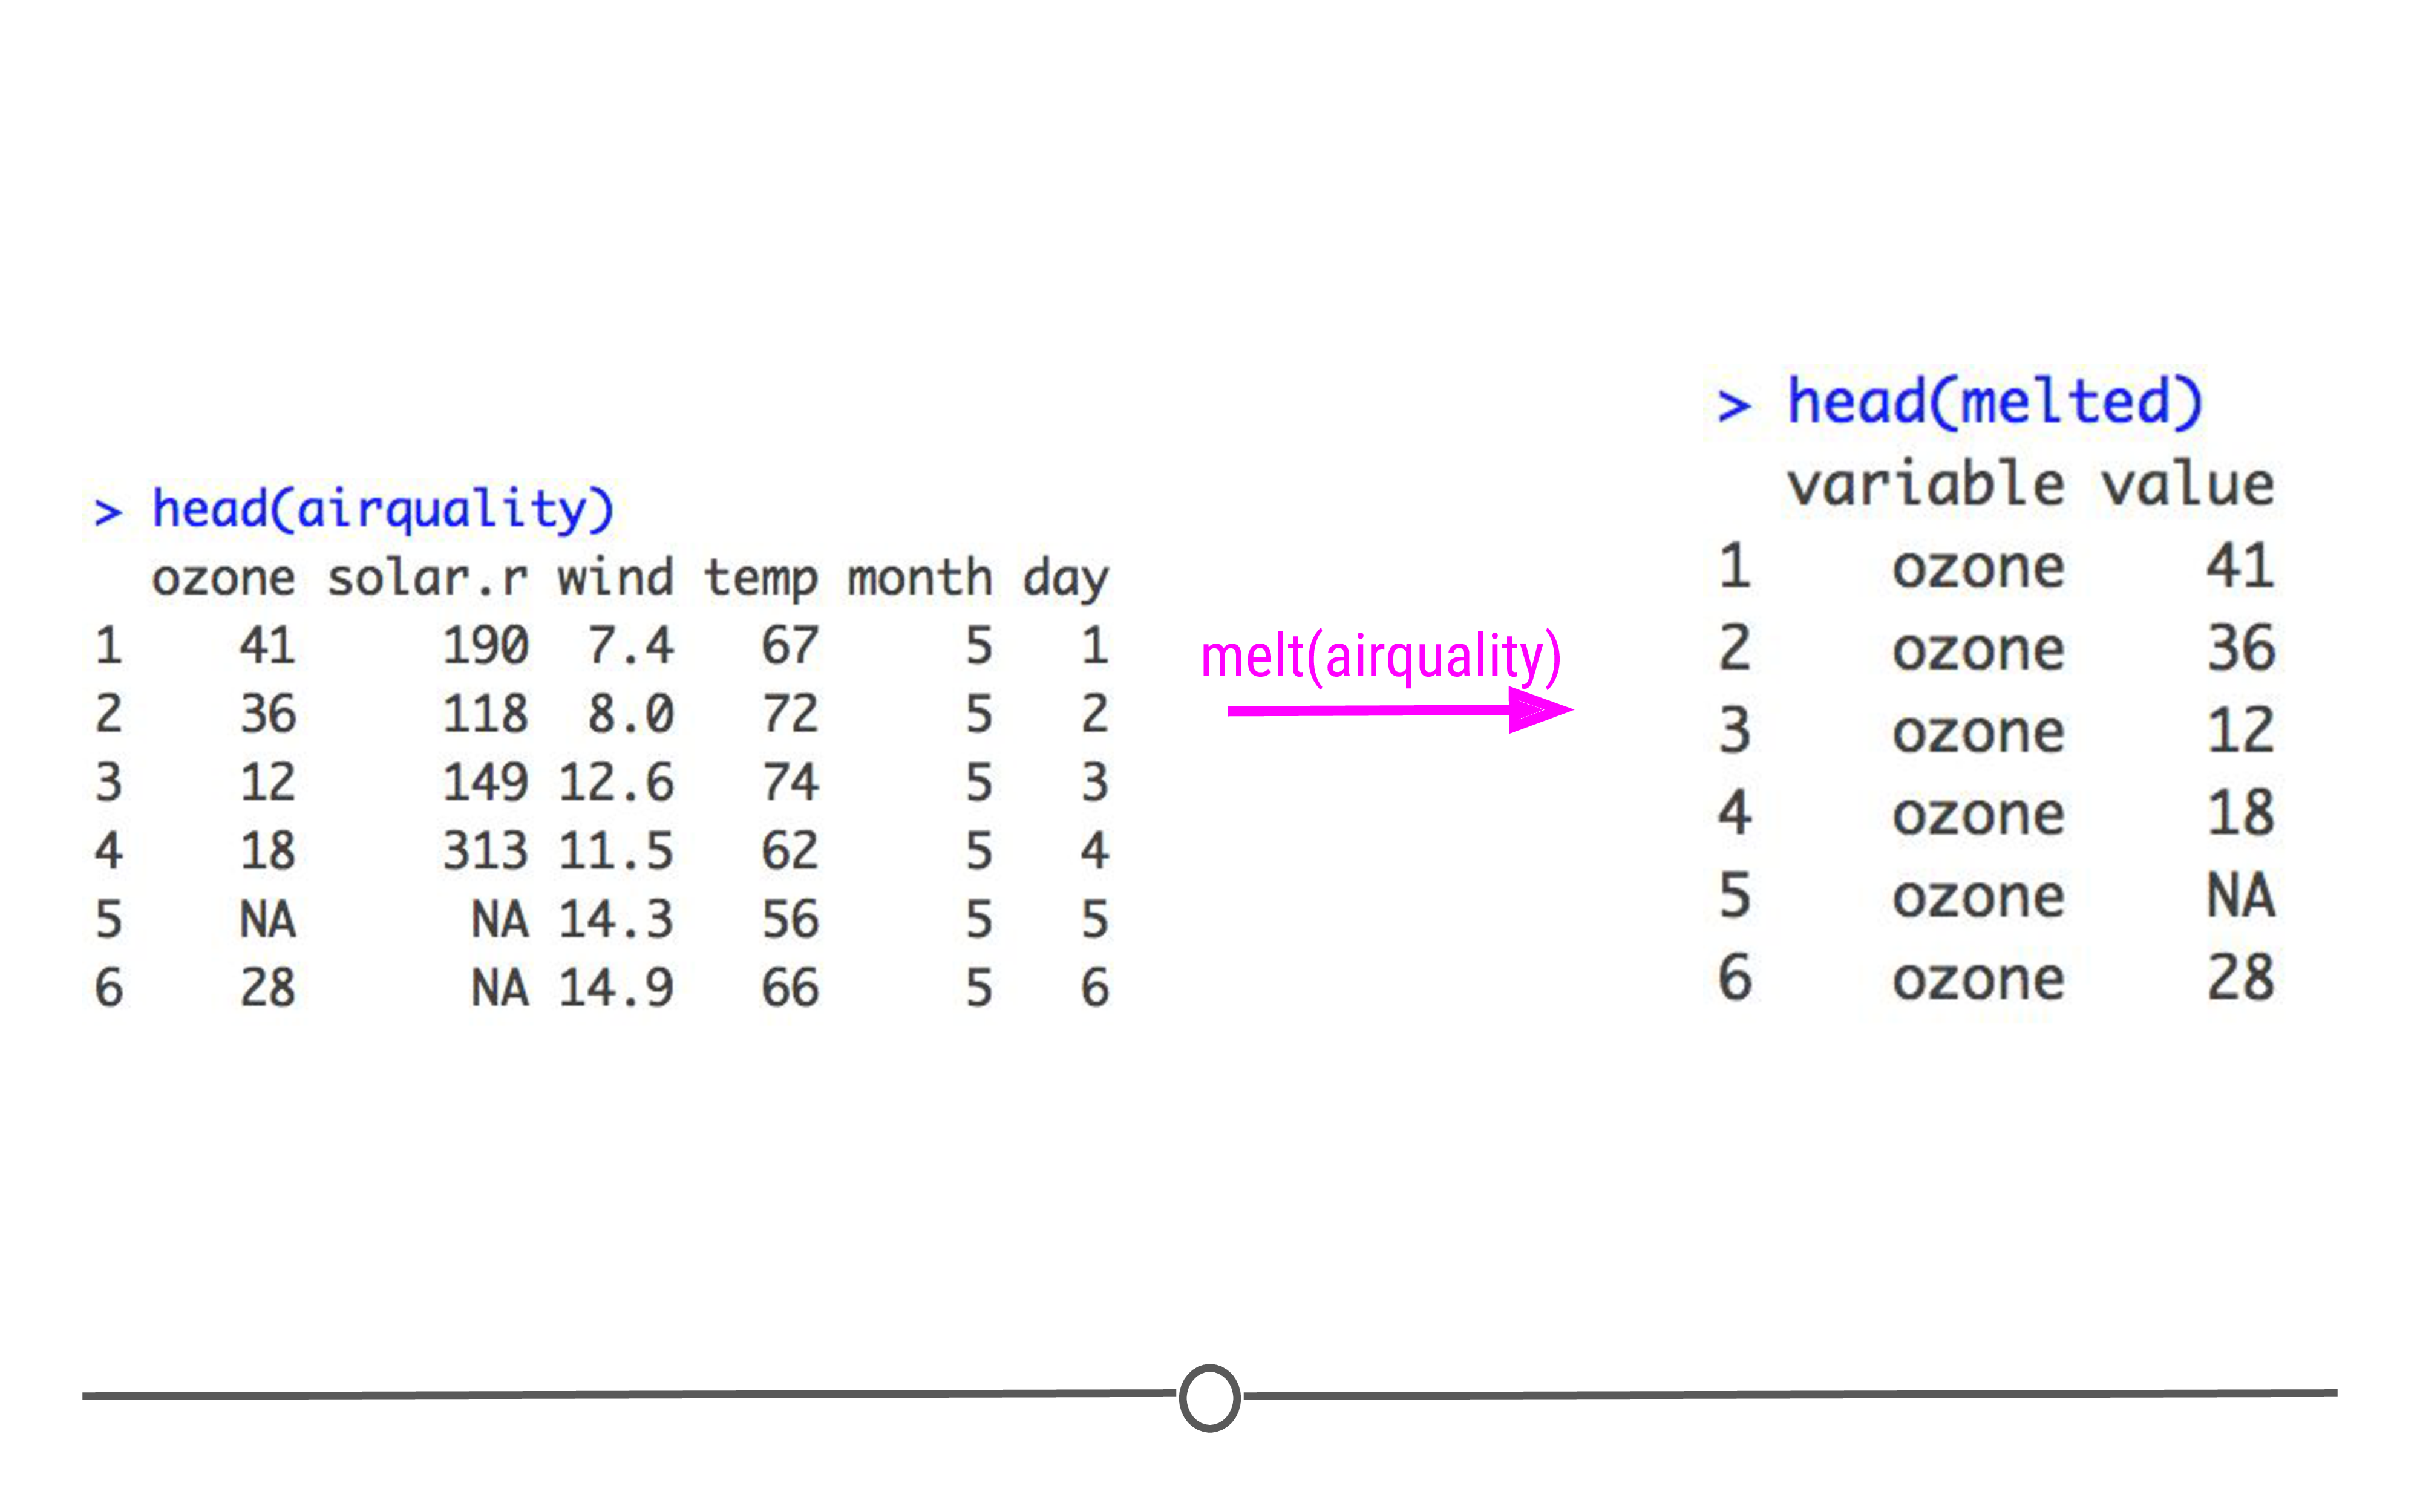 > head(airquality)
ozone solar.r wind temp month day
1 41 190 7.4 67 5 1
2 36 118 8.0 72 5 2
3 12 149 12.6 74 5 3
4 18 313 11.5 62 5 4
5 NA NA 14.3 56 5 5
6 28 NA 14.9 66 5 6
melt(airquality)
> head(melted)
variable value
1 ozone 41
2 ozone 36
3 ozone 12
4 ozone 18
5 ozone NA
6 ozone 28